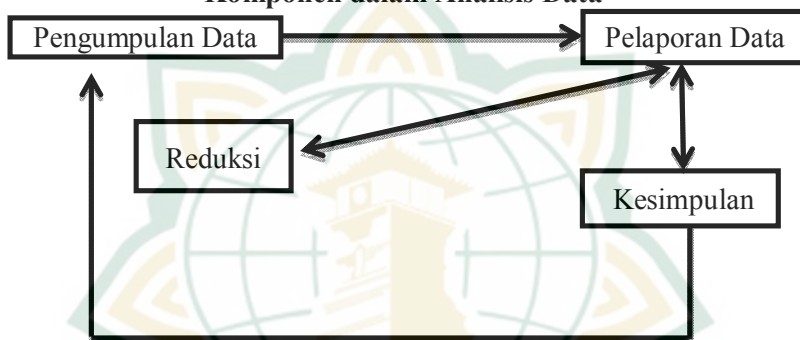 Komponen dalam Analisis Data
Pengumpulan Data
Pelaporan Data
Reduksi
Kesimpulan